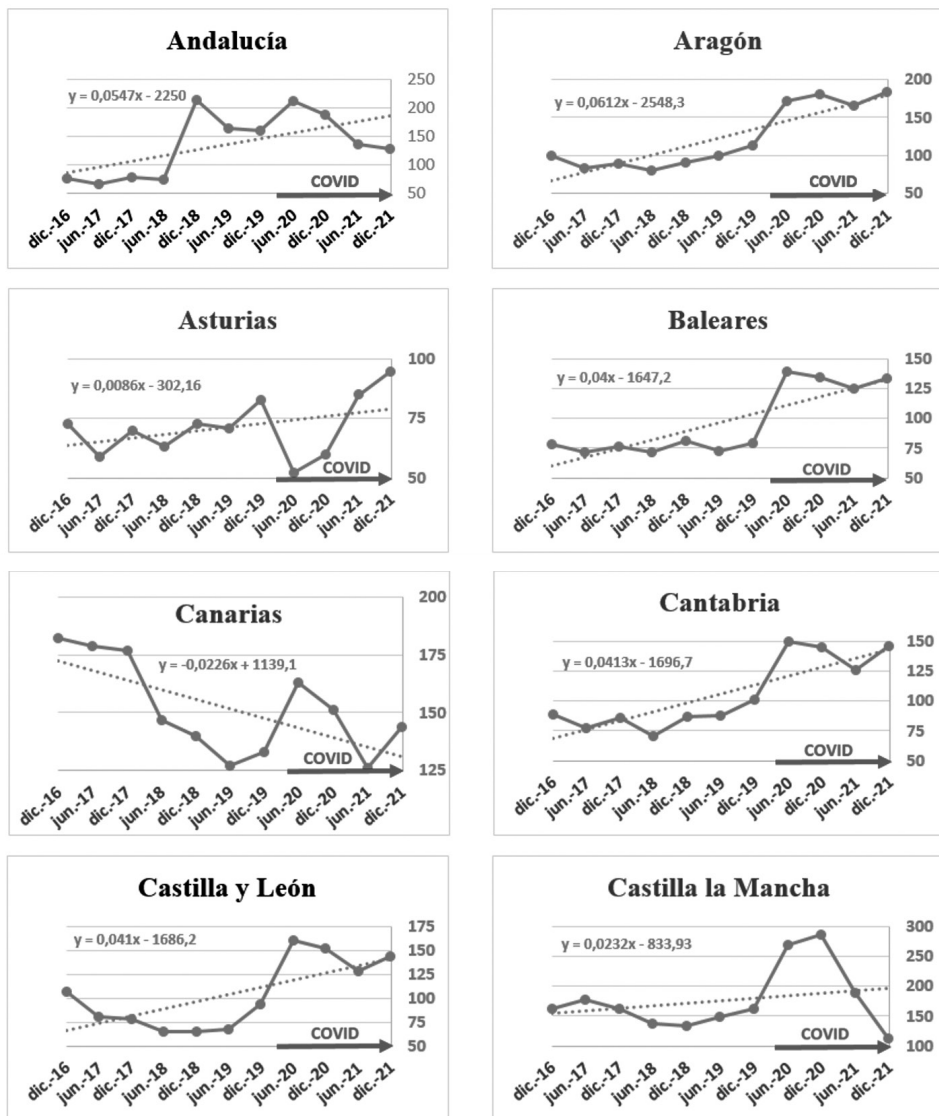 Andalucía
y = 0,0547x - 2250
250
200
150
100
50
COVID
dic.-16
jun.-17
dic.-17
jun.-18
dic.-18
jun.-19
dic.-19
jun.-20
dic.-20
jun.-21
dic.-21
Aragón
y = 0,0612x - 2548,3
200
150
100
50
COVID
dic.-16
jun.-17
dic.-17
jun.-18
dic.-18
jun.-19
dic.-19
jun.-20
dic.-20
jun.-21
dic.-21
Asturias
y = 0,0086x - 302,16
100
75
50
COVID
dic.-16
jun.-17
dic.-17
jun.-18
dic.-18
jun.-19
dic.-19
jun.-20
dic.-20
jun.-21
dic.-21
Baleares
y = 0,04x - 1647,2
150
125
100
75
50
COVID
dic.-16
jun.-17
dic.-17
jun.-18
dic.-18
jun.-19
dic.-19
jun.-20
dic.-20
jun.-21
dic.-21
Canarias
y = -0,0226x + 1139,1
200
175
150
125
COVID
dic.-16
jun.-17
dic.-17
jun.-18
dic.-18
jun.-19
dic.-19
jun.-20
dic.-20
jun.-21
dic.-21
Cantabria
y = 0,0413x - 1696,7
150
125
100
75
50
COVID
dic.-16
jun.-17
dic.-17
jun.-18
dic.-18
jun.-19
dic.-19
jun.-20
dic.-20
jun.-21
dic.-21
Castilla y León
y = 0,041x - 1686,2
175
150
125
100
75
50
COVID
dic.-16
jun.-17
dic.-17
jun.-18
dic.-18
jun.-19
dic.-19
jun.-20
dic.-20
jun.-21
dic.-21
Castilla la Mancha
y = 0,0232x - 833,93
300
250
200
150
100
COVID
dic.-16
jun.-17
dic.-17
jun.-18
dic.-18
jun.-19
dic.-19
jun.-20
dic.-20
jun.-21
dic.-21